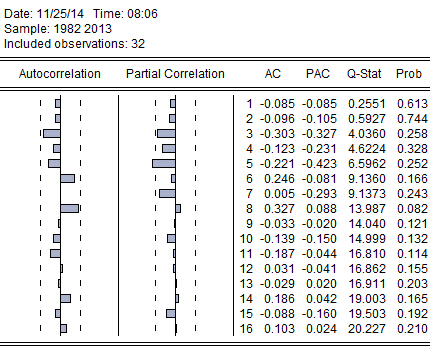 Date: 11/25/14 Time: 08:06
Sample: 1982 2013
Included observations: 32
Autocorrelation Partial Correlation AC PAC Q-Stat Prob
1 -0.085 -0.085 0.2551 0.613
2 -0.096 -0.105 0.5927 0.744
3 -0.303 -0.327 4.0360 0.258
4 -0.123 -0.231 4.6224 0.328
5 -0.221 -0.423 6.5962 0.252
6 0.246 -0.081 9.1360 0.166
7 0.005 -0.293 9.1373 0.243
8 0.327 0.088 13.987 0.082
9 -0.033 -0.020 14.040 0.121
10 -0.139 -0.150 14.999 0.132
11 -0.187 -0.044 16.810 0.114
12 0.031 -0.041 16.862 0.155
13 -0.029 0.020 16.911 0.203
14 0.186 0.042 19.003 0.165
15 -0.088 -0.160 19.503 0.192
16 0.103 0.024 20.227 0.210